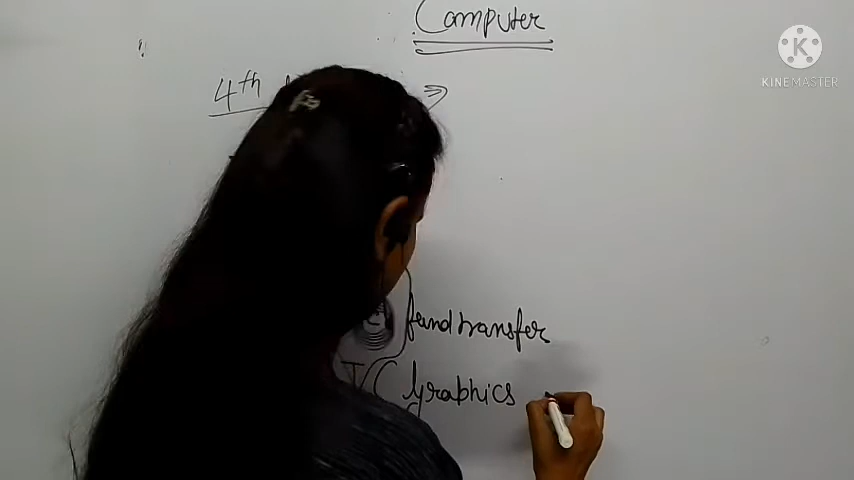 Computer
KINEMASTER
4th
fund transfer
Graphics